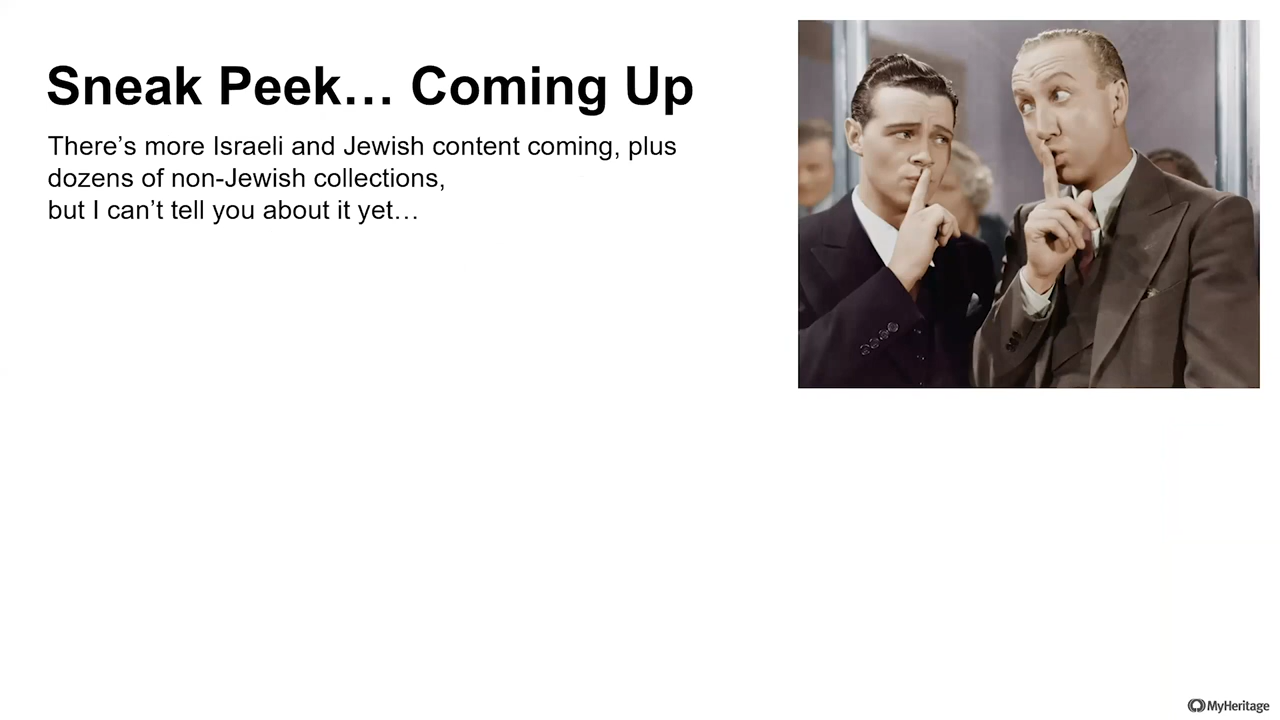 Sneak Peek… Coming Up
There’s more Israeli and Jewish content coming, plus
dozens of non-Jewish collections,
but I can’t tell you about it yet…
MyHeritage